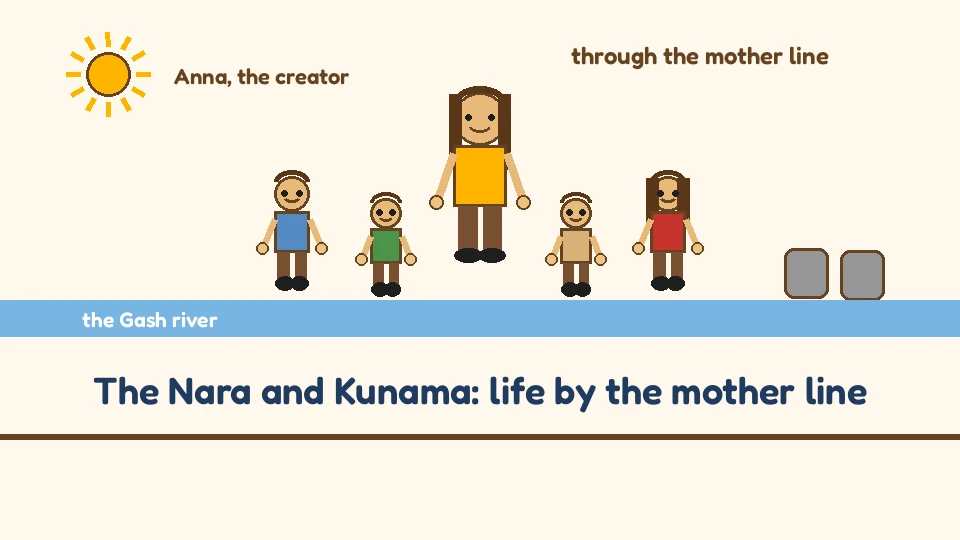 through the mother line
Anna, the creator
the Gash river
The Nara and Kunama: life by the mother line